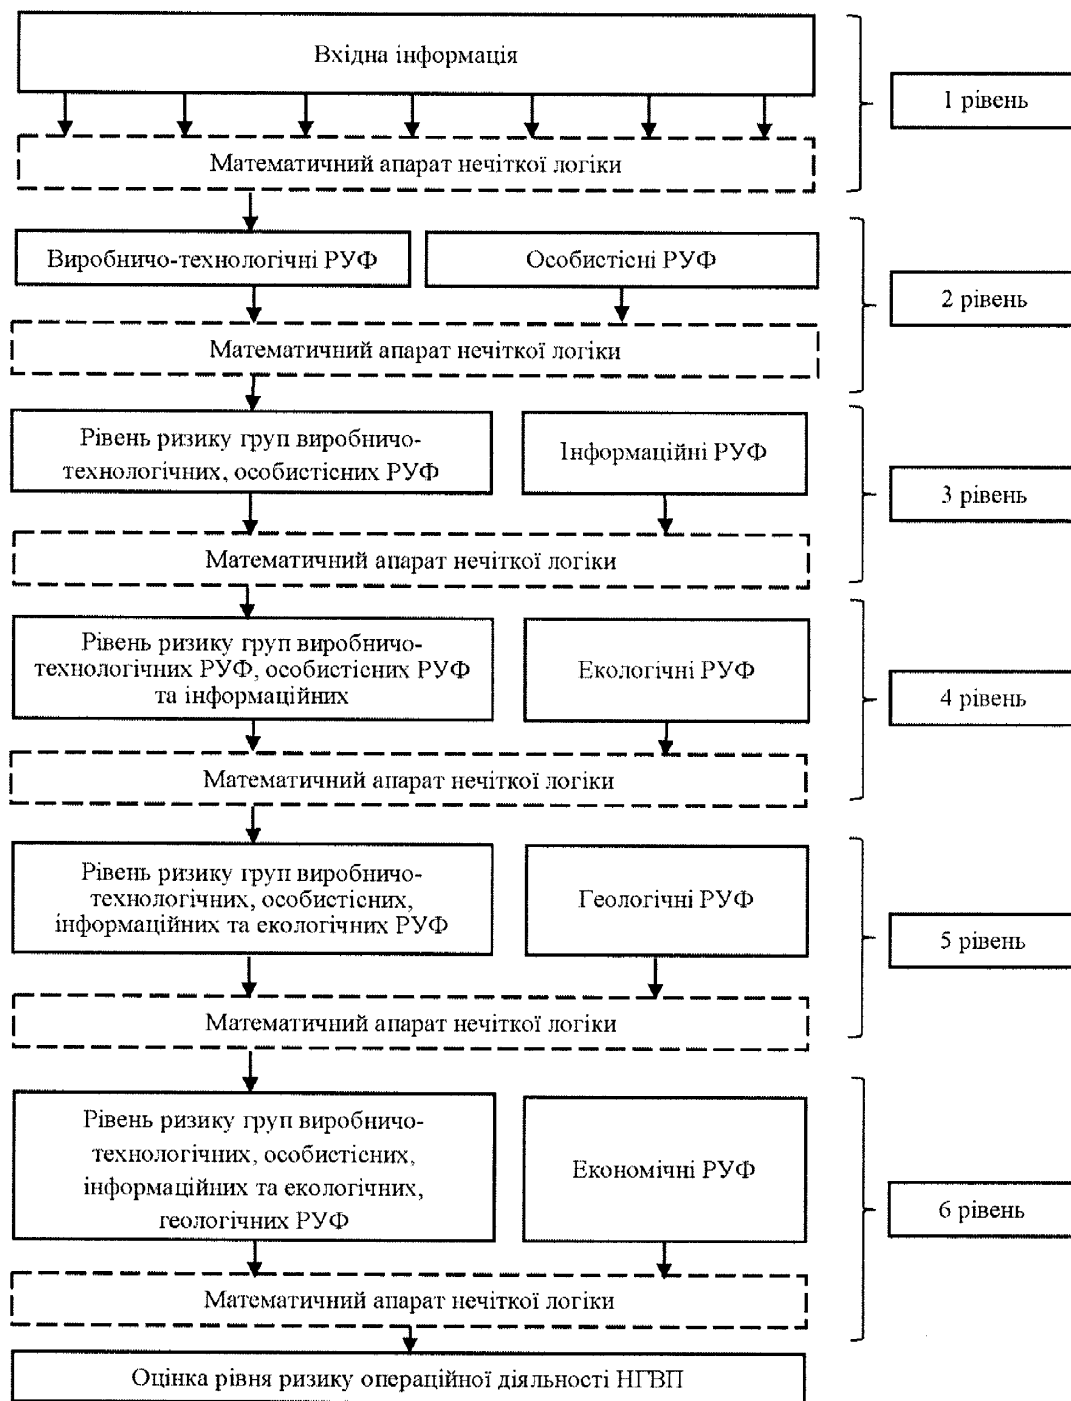 Вхідна інформація
1 рівень
Математичний апарат нечіткої логіки
Виробничо-технологічні РУФ
Особистісні РУФ
2 рівень
Математичний апарат нечіткої логіки
Рівень ризику груп виробничо-
технологічних, особистісних РУФ
Інформаційні РУФ
3 рівень
Математичний апарат нечіткої логіки
Рівень ризику груп виробничо-
технологічних РУФ, особистісних РУФ
та інформаційних
Екологічні РУФ
4 рівень
Математичний апарат нечіткої логіки
Рівень ризику груп виробничо-
технологічних, особистісних,
інформаційних та екологічних РУФ
Геологічні РУФ
5 рівень
Математичний апарат нечіткої логіки
Рівень ризику груп виробничо-
технологічних, особистісних,
інформаційних та екологічних,
геологічних РУФ
Економічні РУФ
6 рівень
Математичний апарат нечіткої логіки
Оцінка рівня ризику операційної діяльності НГВП